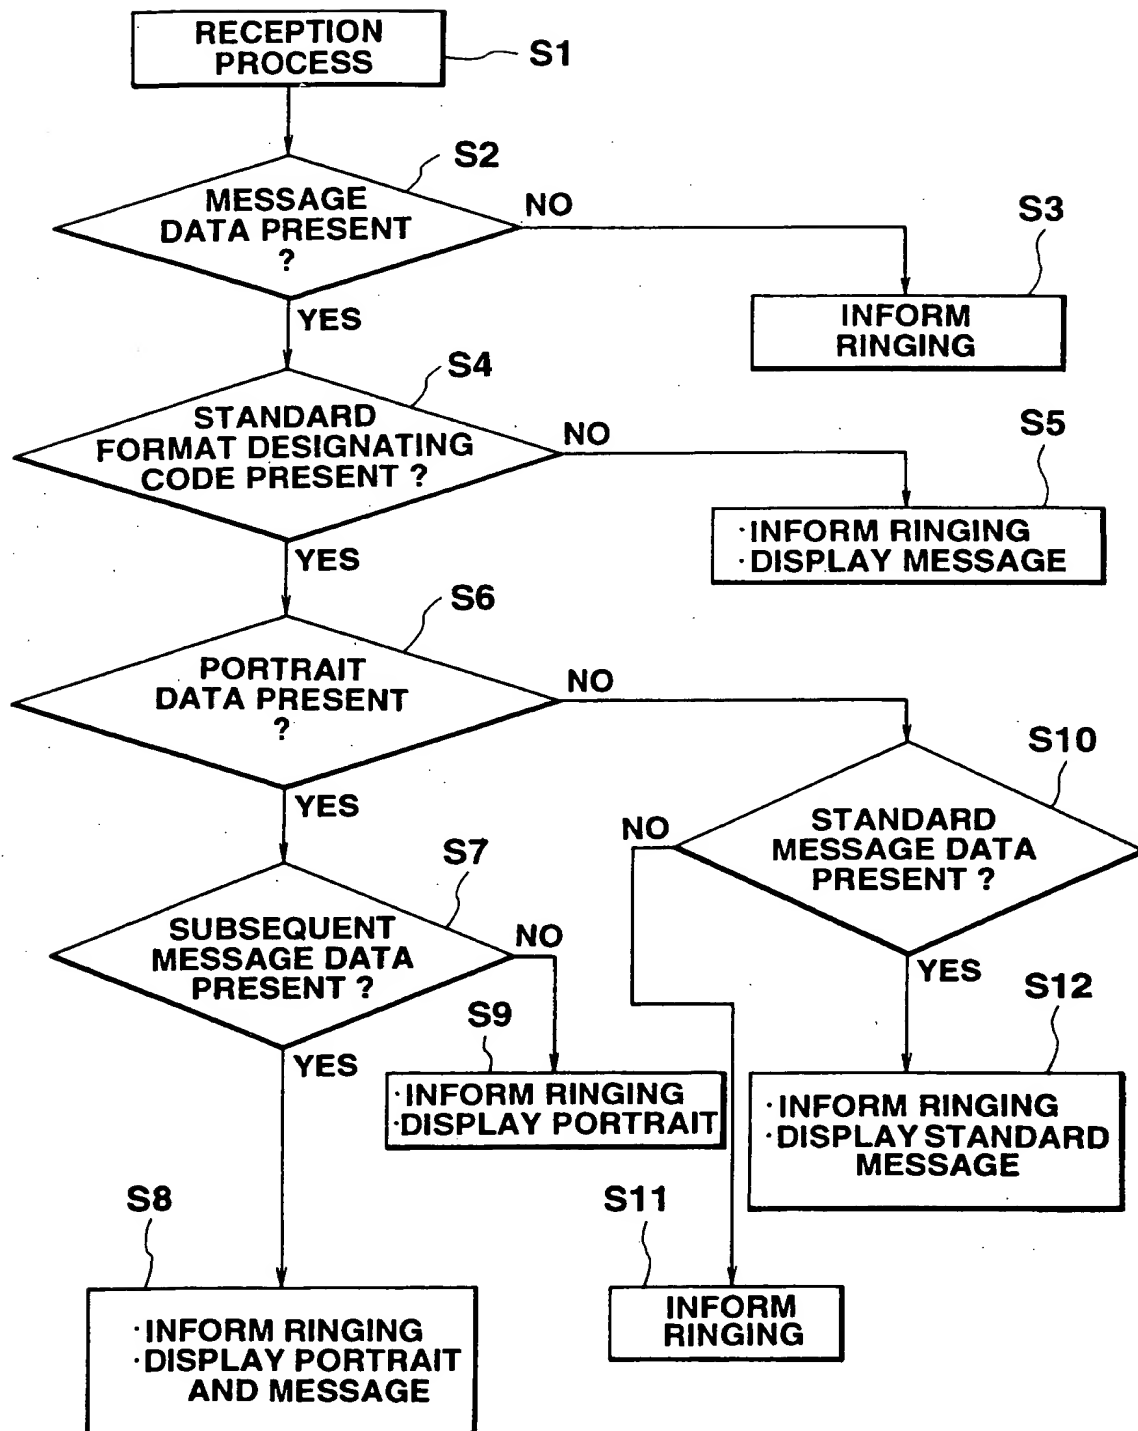 RECEPTION
PROCESS
S1
S2
MESSAGE
DATA PRESENT
?
NO
YES
S3
INFORM
RINGING
S4
STANDARD
FORMAT DESIGNATING
CODE PRESENT ?
NO
YES
S5
·INFORM RINGING
·DISPLAY MESSAGE
S6
PORTRAIT
DATA PRESENT
?
NO
YES
S10
STANDARD
MESSAGE DATA
PRESENT ?
NO
YES
S7
SUBSEQUENT
MESSAGE DATA
PRESENT ?
NO
YES
S9
·INFORM RINGING
·DISPLAY PORTRAIT
S12
·INFORM RINGING
·DISPLAY STANDARD
MESSAGE
S8
·INFORM RINGING
·DISPLAY PORTRAIT
AND MESSAGE
S11
INFORM
RINGING